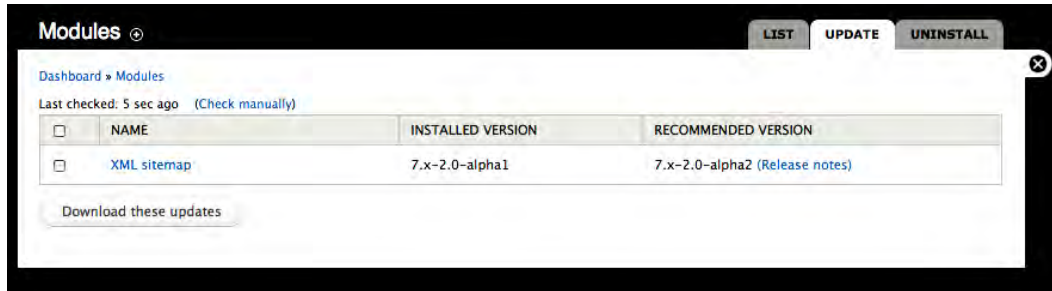 Modules
LIST UPDATE UNINSTALL
Dashboard » Modules
Last checked: 5 sec ago (Check manually)
NAME INSTALLED VERSION RECOMMENDED VERSION
XML sitemap 7.x-2.0-alpha1 7.x-2.0-alpha2 (Release notes)
Download these updates